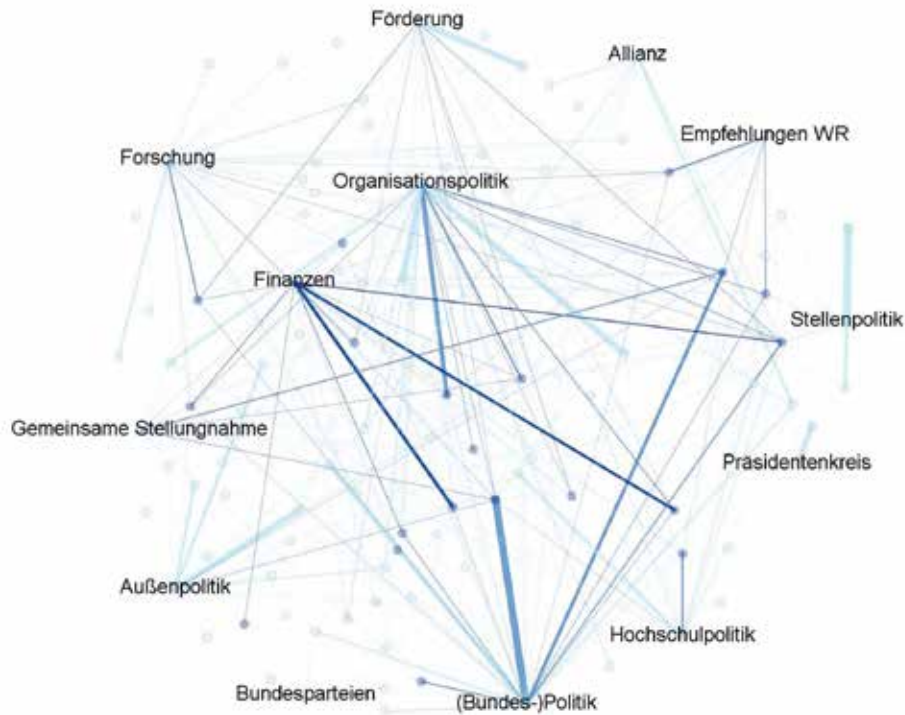 Förderung
Allianz
Empfehlungen WR
Forschung
Organisationspolitik
Finanzen
Stellenpolitik
Gemeinsame Stellungnahme
Präsidentenkreis
Außenpolitik
Hochschulpolitik
Bundesparteien
(Bundes-)Politik